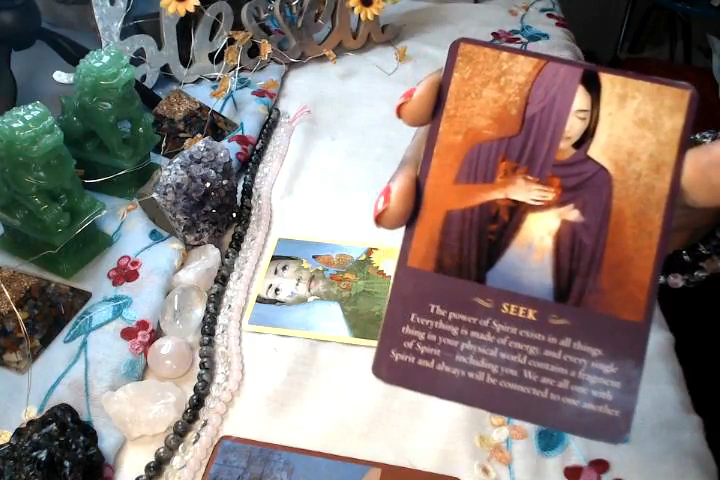 blessed
SEEK
The power of Spirit exists in all things.
Everything is made of energy, and every single
thing in your physical world contains a fragment
of Spirit — including you. We are all one with
Spirit and always will be connected to one another.